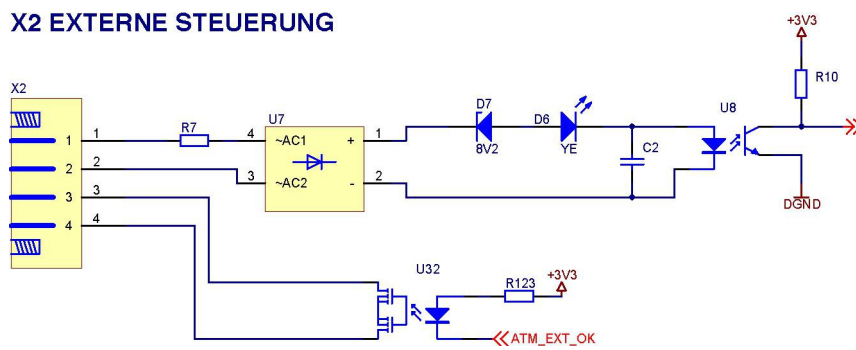 X2 EXTERNE STEUERUNG
+3V3
X2
R7
U7
D7
D6
U8
R10
1
1
4
~AC1
+
1
8V2
YE
C2
2
2
3
~AC2
-
2
3
3
4
4
DGND
U32
R123
+3V3
ATM_EXT_OK